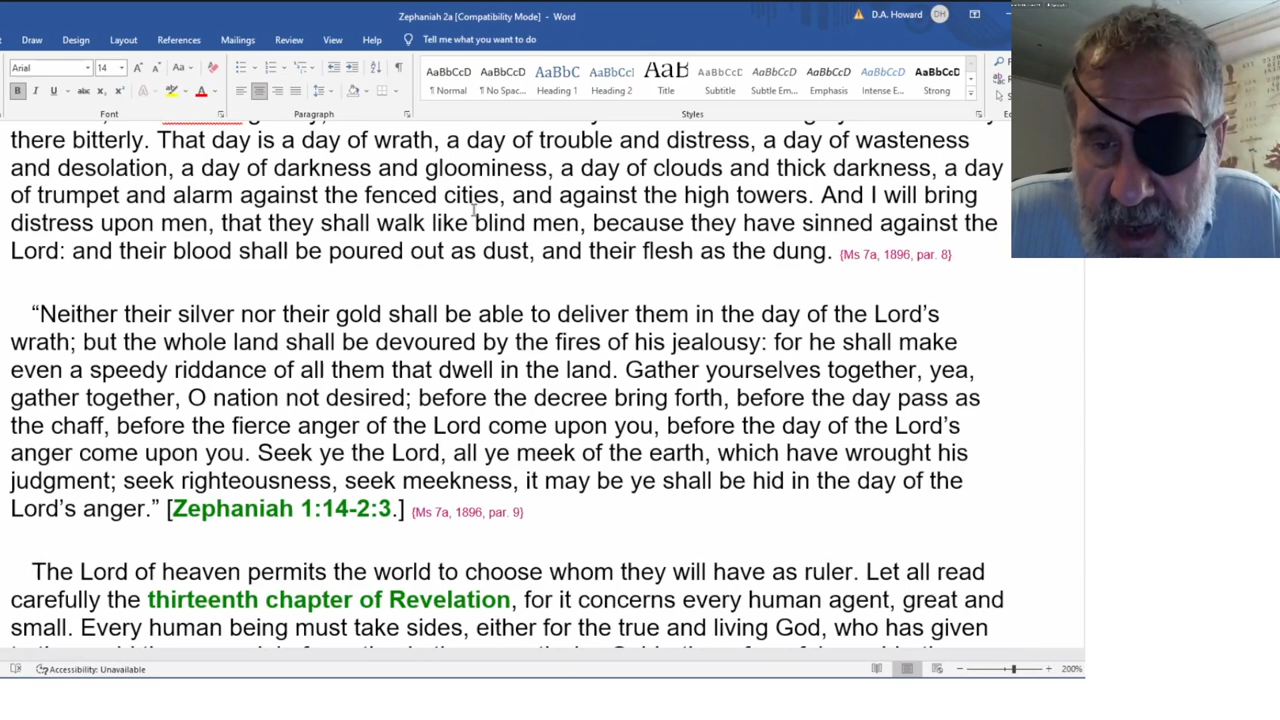 Zephaniah 2a [Compatibility Mode] - Word
D.A. Howard DH
Draw Design Layout References Mailings Review View Help Tell me what you want to do
Arial 14 A A Aa
B I U abc x₂ x² A A
AaBbCcD AaBbCcD AaBbC AaBbCcI AaB AaBbCcD AaBbCcD AaBbCcD AaBbCcD AaBbCcD
¶ Normal ¶ No Spac... Heading 1 Heading 2 Title Subtitle Subtle Em... Emphasis Intense E... Strong
Font Paragraph Styles
there bitterly. That day is a day of wrath, a day of trouble and distress, a day of wasteness
and desolation, a day of darkness and gloominess, a day of clouds and thick darkness, a day
of trumpet and alarm against the fenced cities, and against the high towers. And I will bring
distress upon men, that they shall walk like blind men, because they have sinned against the
Lord: and their blood shall be poured out as dust, and their flesh as the dung. {Ms 7a, 1896, par. 8}
“Neither their silver nor their gold shall be able to deliver them in the day of the Lord’s
wrath; but the whole land shall be devoured by the fires of his jealousy: for he shall make
even a speedy riddance of all them that dwell in the land. Gather yourselves together, yea,
gather together, O nation not desired; before the decree bring forth, before the day pass as
the chaff, before the fierce anger of the Lord come upon you, before the day of the Lord’s
anger come upon you. Seek ye the Lord, all ye meek of the earth, which have wrought his
judgment; seek righteousness, seek meekness, it may be ye shall be hid in the day of the
Lord’s anger.” [Zephaniah 1:14-2:3.] {Ms 7a, 1896, par. 9}
The Lord of heaven permits the world to choose whom they will have as ruler. Let all read
carefully the thirteenth chapter of Revelation, for it concerns every human agent, great and
small. Every human being must take sides, either for the true and living God, who has given
Accessibility: Unavailable
200%